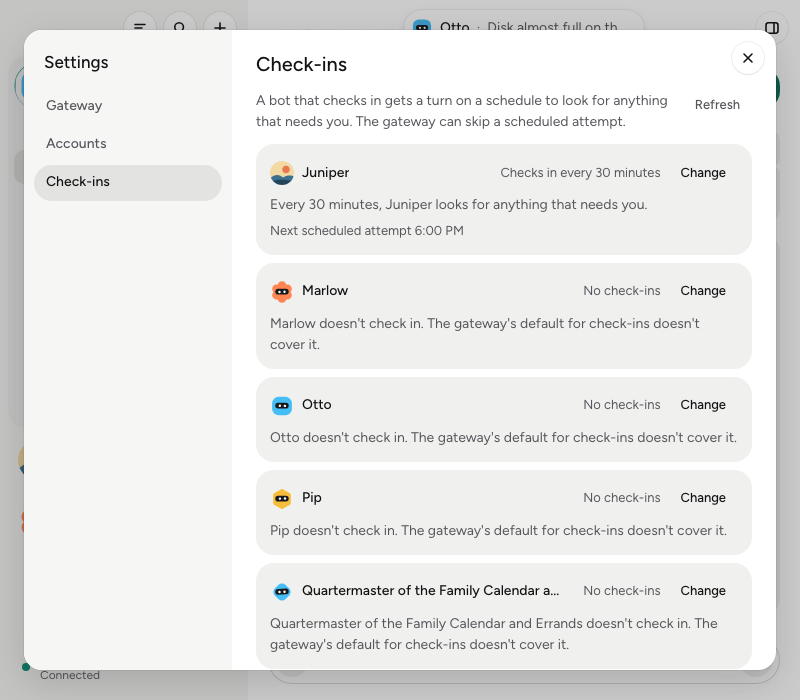 Otto · Disk almost full on th
Settings
Gateway
Accounts
Check-ins
Check-ins
A bot that checks in gets a turn on a schedule to look for anything
that needs you. The gateway can skip a scheduled attempt.
Refresh
Juniper
Checks in every 30 minutes
Change
Every 30 minutes, Juniper looks for anything that needs you.
Next scheduled attempt 6:00 PM
Marlow
No check-ins
Change
Marlow doesn't check in. The gateway's default for check-ins doesn't
cover it.
Otto
No check-ins
Change
Otto doesn't check in. The gateway's default for check-ins doesn't cover it.
Pip
No check-ins
Change
Pip doesn't check in. The gateway's default for check-ins doesn't cover it.
Quartermaster of the Family Calendar a...
No check-ins
Change
Quartermaster of the Family Calendar and Errands doesn't check in. The
gateway's default for check-ins doesn't cover it.
Connected